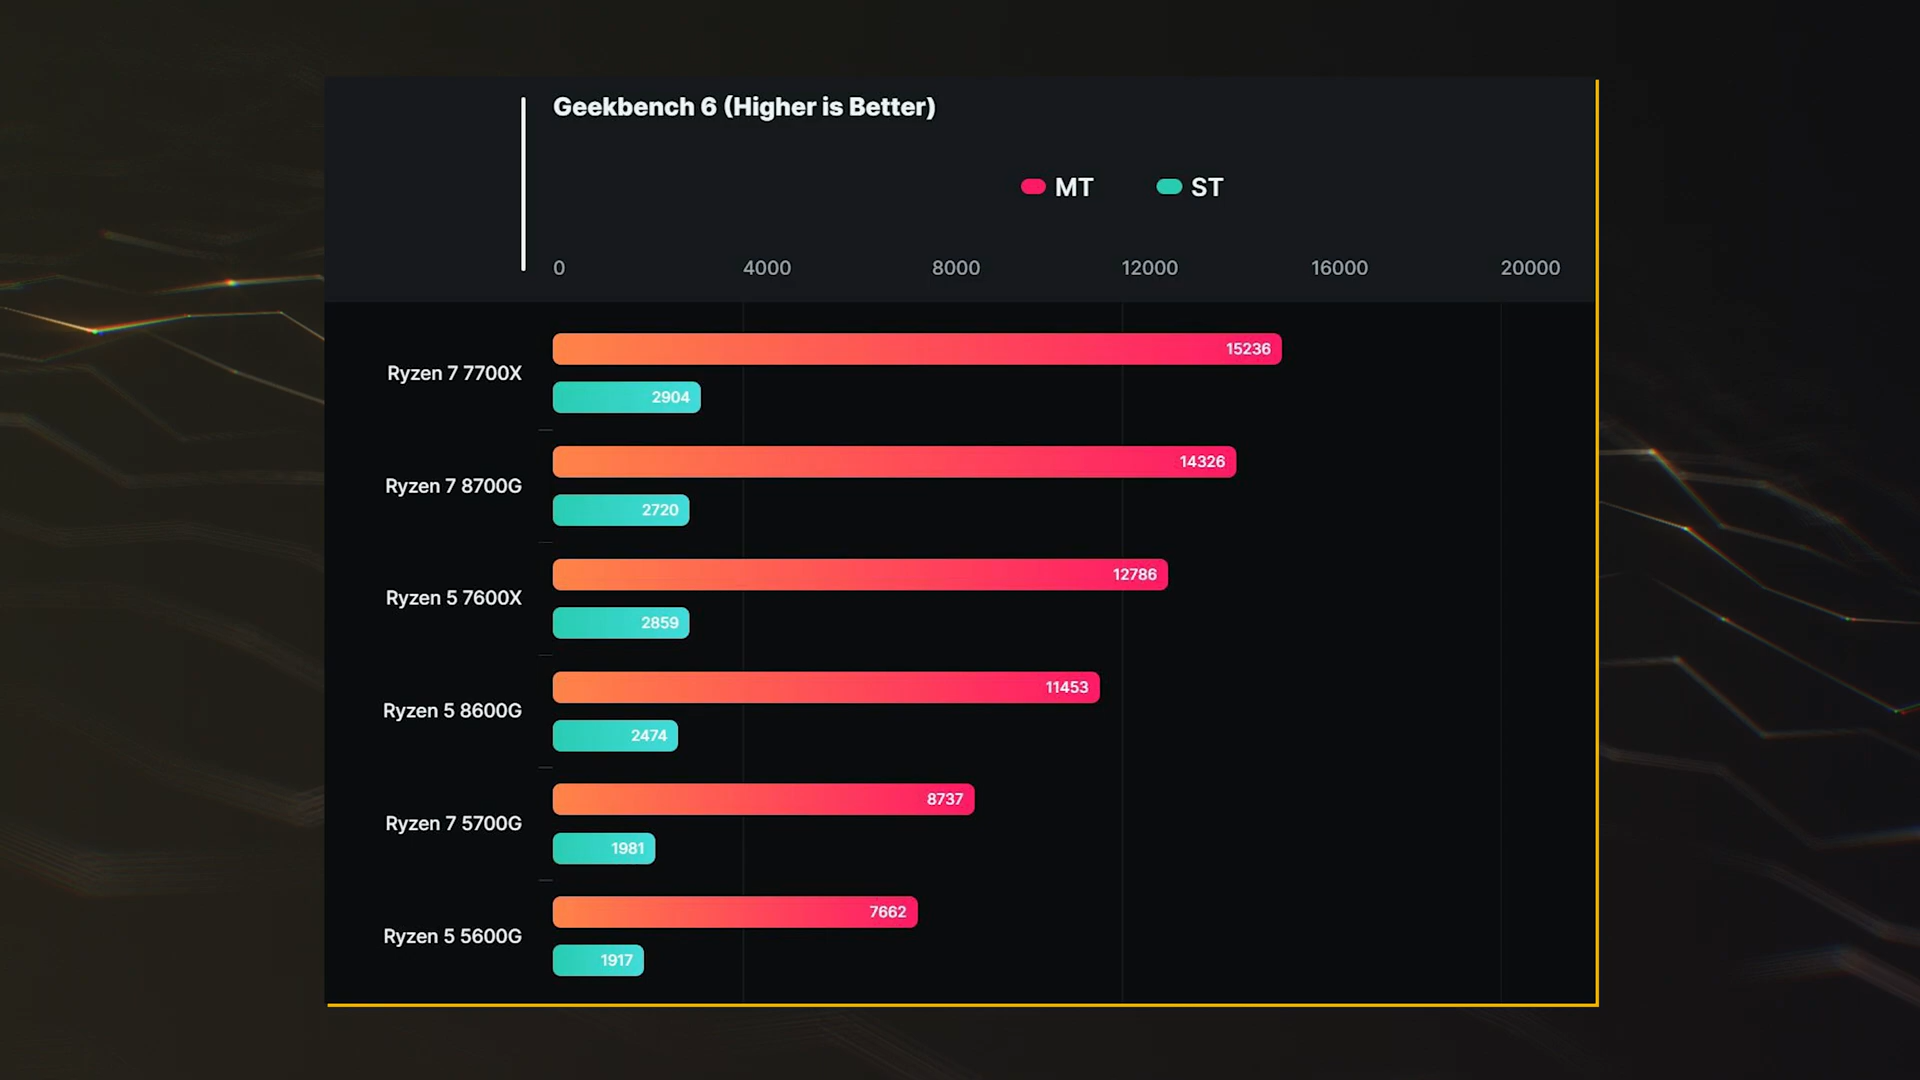 Geekbench 6 (Higher is Better)
MT ST
0 4000 8000 12000 16000 20000
Ryzen 7 7700X
15236
2904
Ryzen 7 8700G
14326
2720
Ryzen 5 7600X
12786
2859
Ryzen 5 8600G
11453
2474
Ryzen 7 5700G
8737
1981
Ryzen 5 5600G
7662
1917